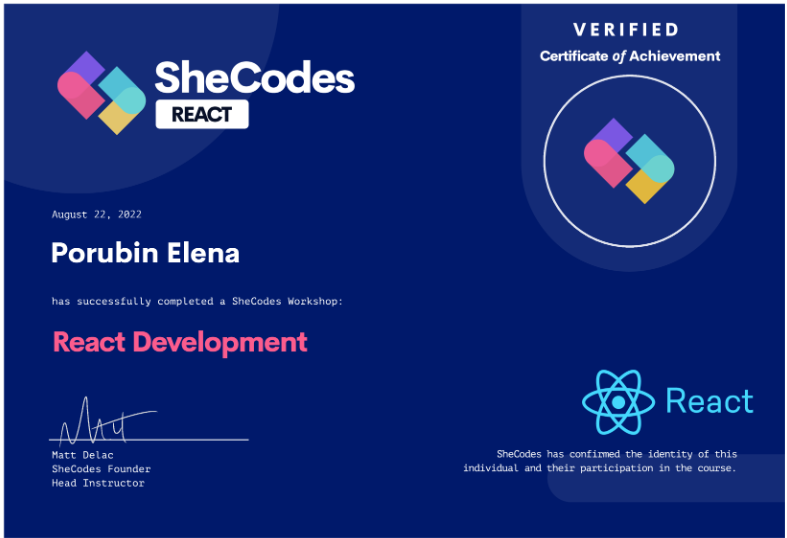 SheCodes
REACT
VERIFIED
Certificate of Achievement
August 22, 2022
Porubin Elena
has successfully completed a SheCodes Workshop:
React Development
Matt Delac
SheCodes Founder
Head Instructor
React
SheCodes has confirmed the identity of this
individual and their participation in the course.